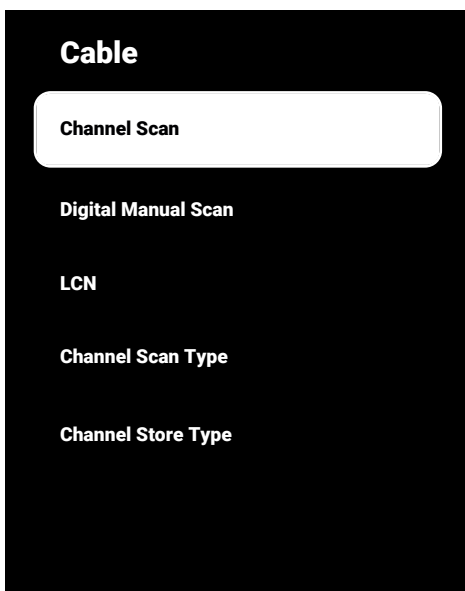 Cable
Channel Scan
Digital Manual Scan
LCN
Channel Scan Type
Channel Store Type